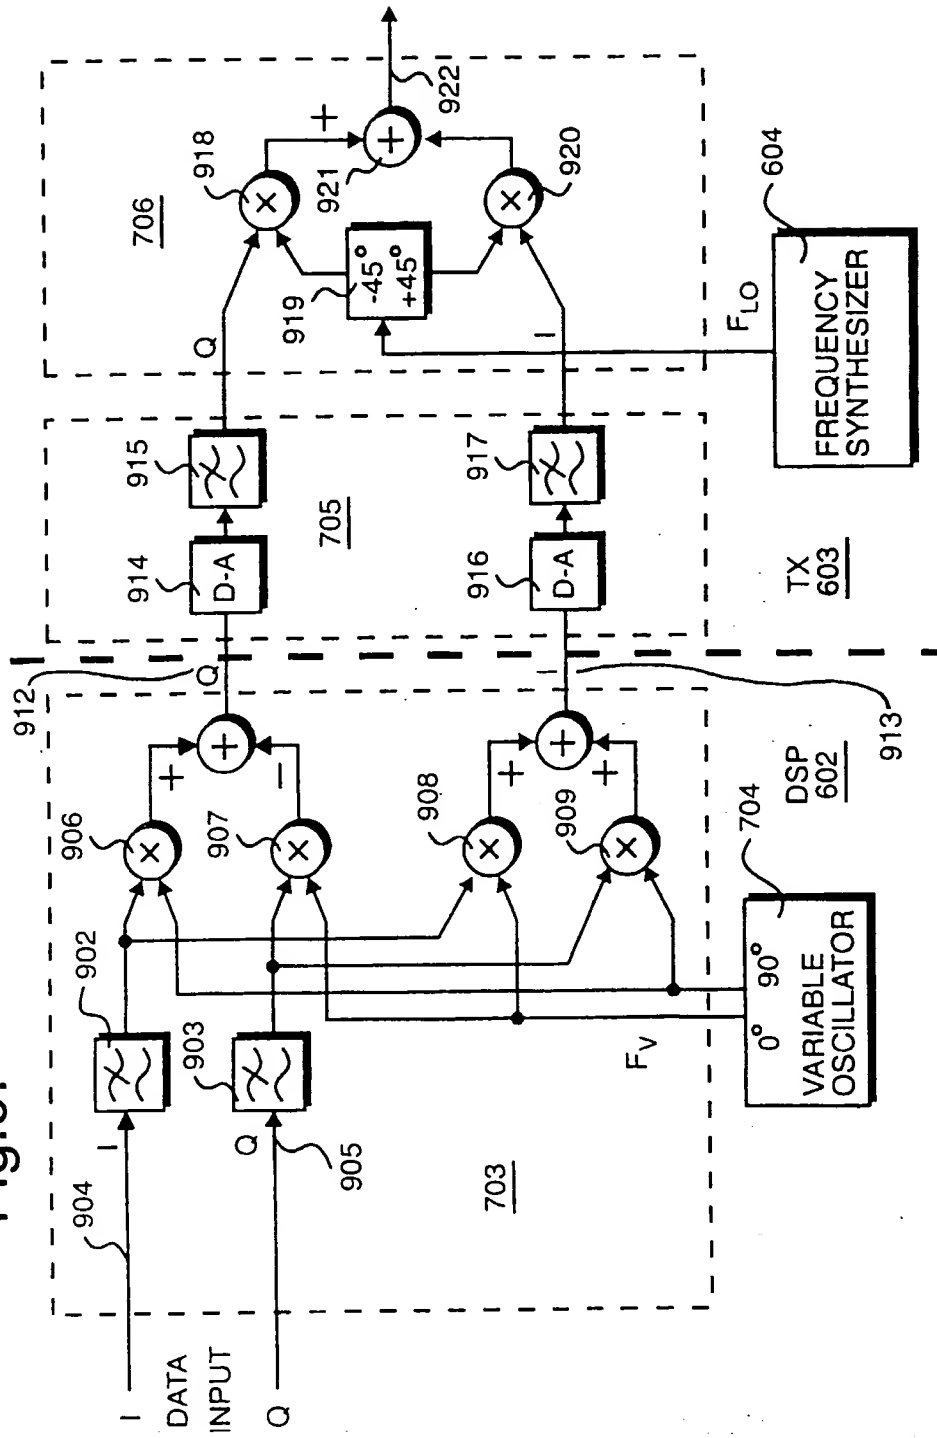 Fig.9.
I
DATA
INPUT
Q
904
I
905
Q
902
903
703
906
907
908
909
+
−
+
+
×
×
×
×
+
+
F_V
0° 90°
VARIABLE
OSCILLATOR
704
DSP
602
912
Q
I
913
914
D-A
915
916
D-A
917
705
TX
603
Q
I
706
918
×
919
-45°
+45°
920
×
+
921
+
922
F_LO
604
FREQUENCY
SYNTHESIZER